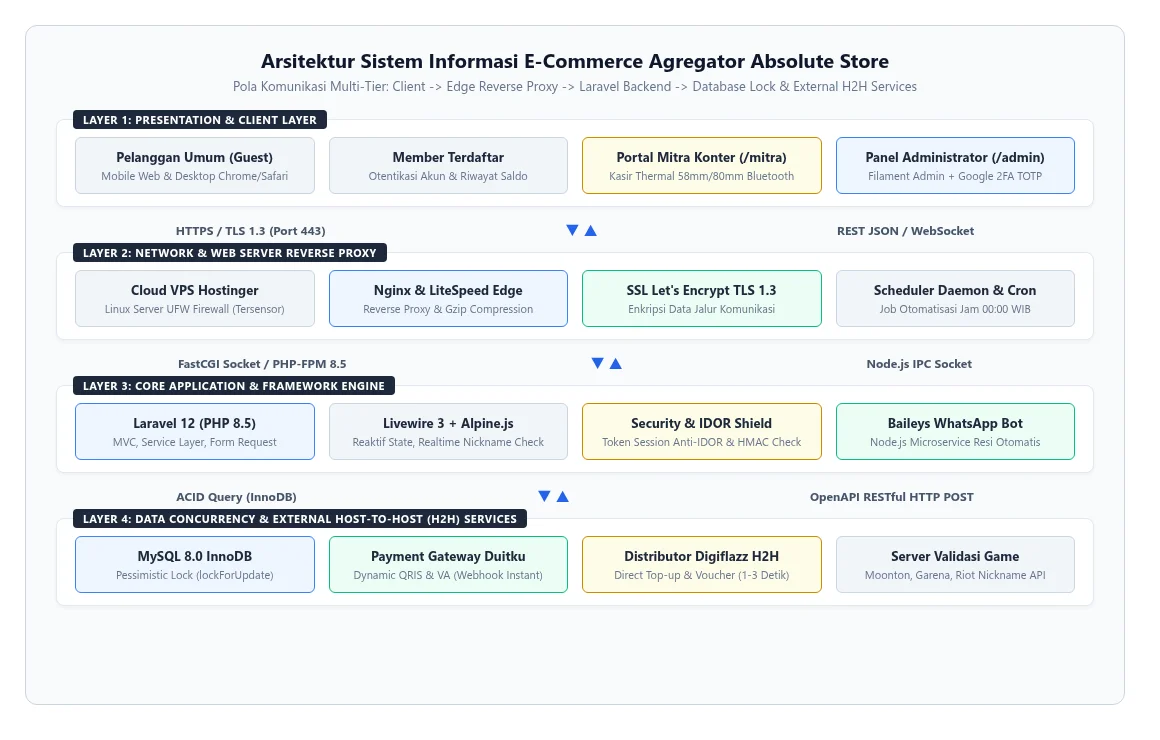 Arsitektur Sistem Informasi E-Commerce Agregator Absolute Store
Pola Komunikasi Multi-Tier: Client -> Edge Reverse Proxy -> Laravel Backend -> Database Lock & External H2H Services
LAYER 1: PRESENTATION & CLIENT LAYER
Pelanggan Umum (Guest)
Mobile Web & Desktop Chrome/Safari
Member Terdaftar
Otentikasi Akun & Riwayat Saldo
Portal Mitra Konter (/mitra)
Kasir Thermal 58mm/80mm Bluetooth
Panel Administrator (/admin)
Filament Admin + Google 2FA TOTP
HTTPS / TLS 1.3 (Port 443)
▼▲
REST JSON / WebSocket
LAYER 2: NETWORK & WEB SERVER REVERSE PROXY
Cloud VPS Hostinger
Linux Server UFW Firewall (Tersensor)
Nginx & LiteSpeed Edge
Reverse Proxy & Gzip Compression
SSL Let's Encrypt TLS 1.3
Enkripsi Data Jalur Komunikasi
Scheduler Daemon & Cron
Job Otomatisasi Jam 00:00 WIB
FastCGI Socket / PHP-FPM 8.5
▼▲
Node.js IPC Socket
LAYER 3: CORE APPLICATION & FRAMEWORK ENGINE
Laravel 12 (PHP 8.5)
MVC, Service Layer, Form Request
Livewire 3 + Alpine.js
Reaktif State, Realtime Nickname Check
Security & IDOR Shield
Token Session Anti-IDOR & HMAC Check
Baileys WhatsApp Bot
Node.js Microservice Resi Otomatis
ACID Query (InnoDB)
▼▲
OpenAPI RESTful HTTP POST
LAYER 4: DATA CONCURRENCY & EXTERNAL HOST-TO-HOST (H2H) SERVICES
MySQL 8.0 InnoDB
Pessimistic Lock (lockForUpdate)
Payment Gateway Duitku
Dynamic QRIS & VA (Webhook Instant)
Distributor Digiflazz H2H
Direct Top-up & Voucher (1-3 Detik)
Server Validasi Game
Moonton, Garena, Riot Nickname API